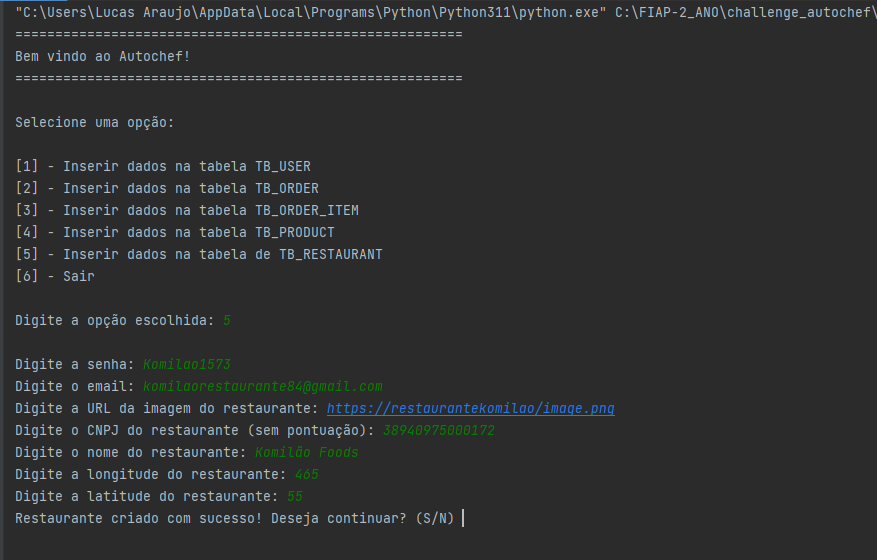 "C:\Users\Lucas Araujo\AppData\Local\Programs\Python\Python311\python.exe" C:\FIAP-2_ANO\challenge_autochef\
========================================================
Bem vindo ao Autochef!
========================================================
Selecione uma opção:
[1] - Inserir dados na tabela TB_USER
[2] - Inserir dados na tabela TB_ORDER
[3] - Inserir dados na tabela TB_ORDER_ITEM
[4] - Inserir dados na tabela TB_PRODUCT
[5] - Inserir dados na tabela de TB_RESTAURANT
[6] - Sair
Digite a opção escolhida: 5
Digite a senha: Komilao1573
Digite o email: komilaorestaurante84@gmail.com
Digite a URL da imagem do restaurante: https://restaurantekomilao/image.png
Digite o CNPJ do restaurante (sem pontuação): 38940975000172
Digite o nome do restaurante: Komilão Foods
Digite a longitude do restaurante: 465
Digite a latitude do restaurante: 55
Restaurante criado com sucesso! Deseja continuar? (S/N)